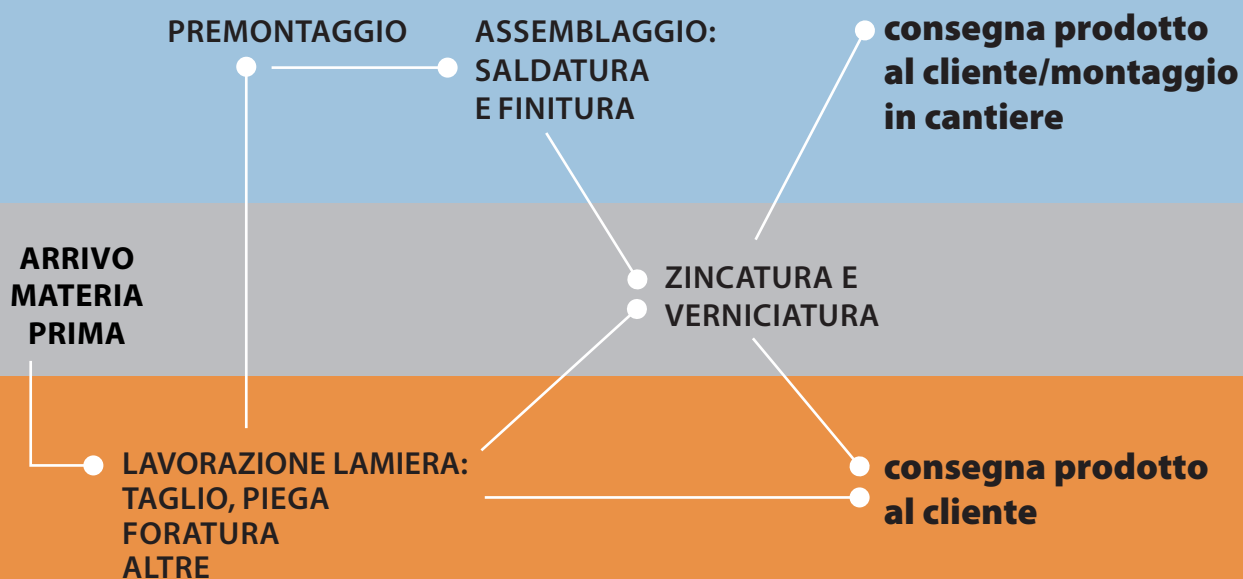 PREMONTAGGIO
ASSEMBLAGGIO:
SALDATURA
E FINITURA
consegna prodotto
al cliente/montaggio
in cantiere
ARRIVO
MATERIA
PRIMA
ZINCATURA E
VERNICIATURA
LAVORAZIONE LAMIERA:
TAGLIO, PIEGA
FORATURA
ALTRE
consegna prodotto
al cliente